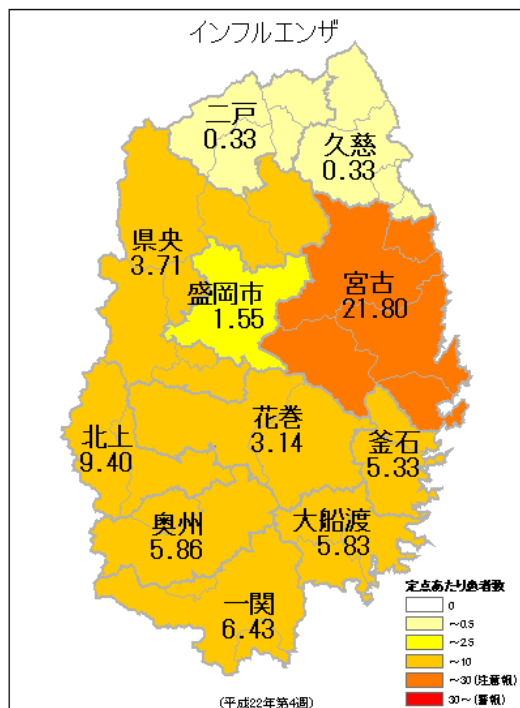 インフルエンザ
二戸
0.33
久慈
0.33
県央
3.71
盛岡市
1.55
宮古
21.80
花巻
3.14
北上
9.40
釜石
5.33
奥州
5.86
大船渡
5.83
一関
6.43
定点あたり患者数
0
～0.5
～2.5
～10
～30(注意報)
30～(警報)
(平成22年第4週)